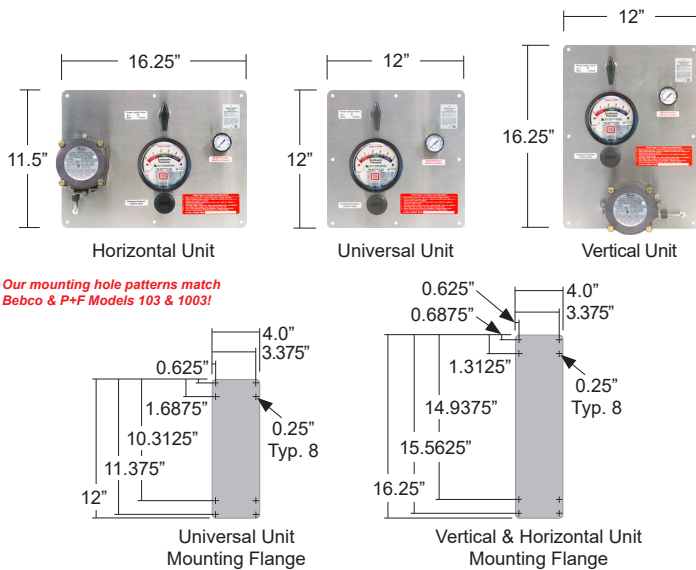 16.25”
12”
12”
11.5”
12”
16.25”
Horizontal Unit
Universal Unit
Vertical Unit
Our mounting hole patterns match
Bebco & P+F Models 103 & 1003!
4.0”
3.375”
0.625”
1.6875”
10.3125”
11.375”
12”
0.25”
Typ. 8
Universal Unit
Mounting Flange
0.625”
4.0”
0.6875”
3.375”
1.3125”
0.25”
Typ. 8
14.9375”
15.5625”
16.25”
Vertical & Horizontal Unit
Mounting Flange